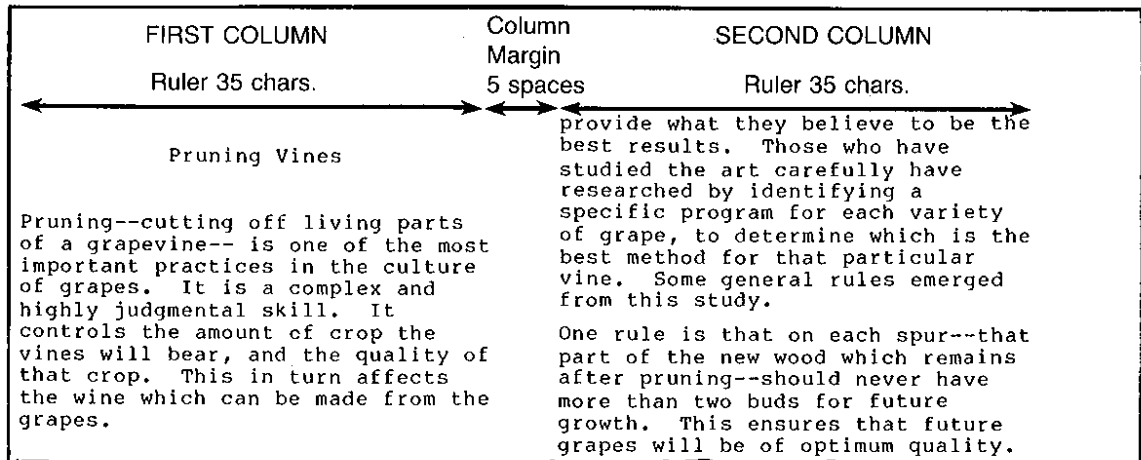 FIRST COLUMN
Ruler 35 chars.
Column
Margin
5 spaces
SECOND COLUMN
Ruler 35 chars.
Pruning Vines
Pruning--cutting off living parts
of a grapevine-- is one of the most
important practices in the culture
of grapes.  It is a complex and
highly judgmental skill.  It
controls the amount cf crop the
vines will bear, and the quality of
that crop.  This in turn affects
the wine which can be made from the
grapes.
provide what they believe to be the
best results.  Those who have
studied the art carefully have
researched by identifying a
specific program for each variety
of grape, to determine which is the
best method for that particular
vine.  Some general rules emerged
from this study.
One rule is that on each spur--that
part of the new wood which remains
after pruning--should never have
more than two buds for future
growth.  This ensures that future
grapes will be of optimum quality.